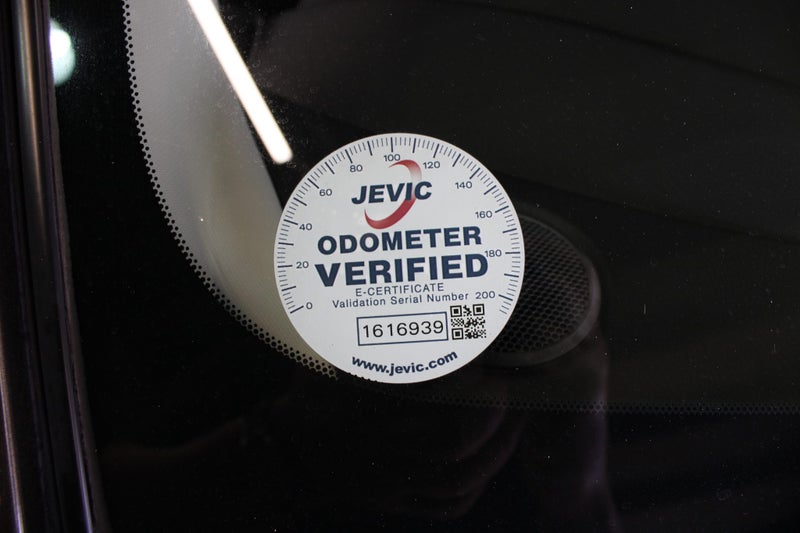 0 20 40 60 80 100 120 140 160 180 200
JEVIC
ODOMETER
VERIFIED
E-CERTIFICATE
Validation Serial Number
1616939
www.jevic.com